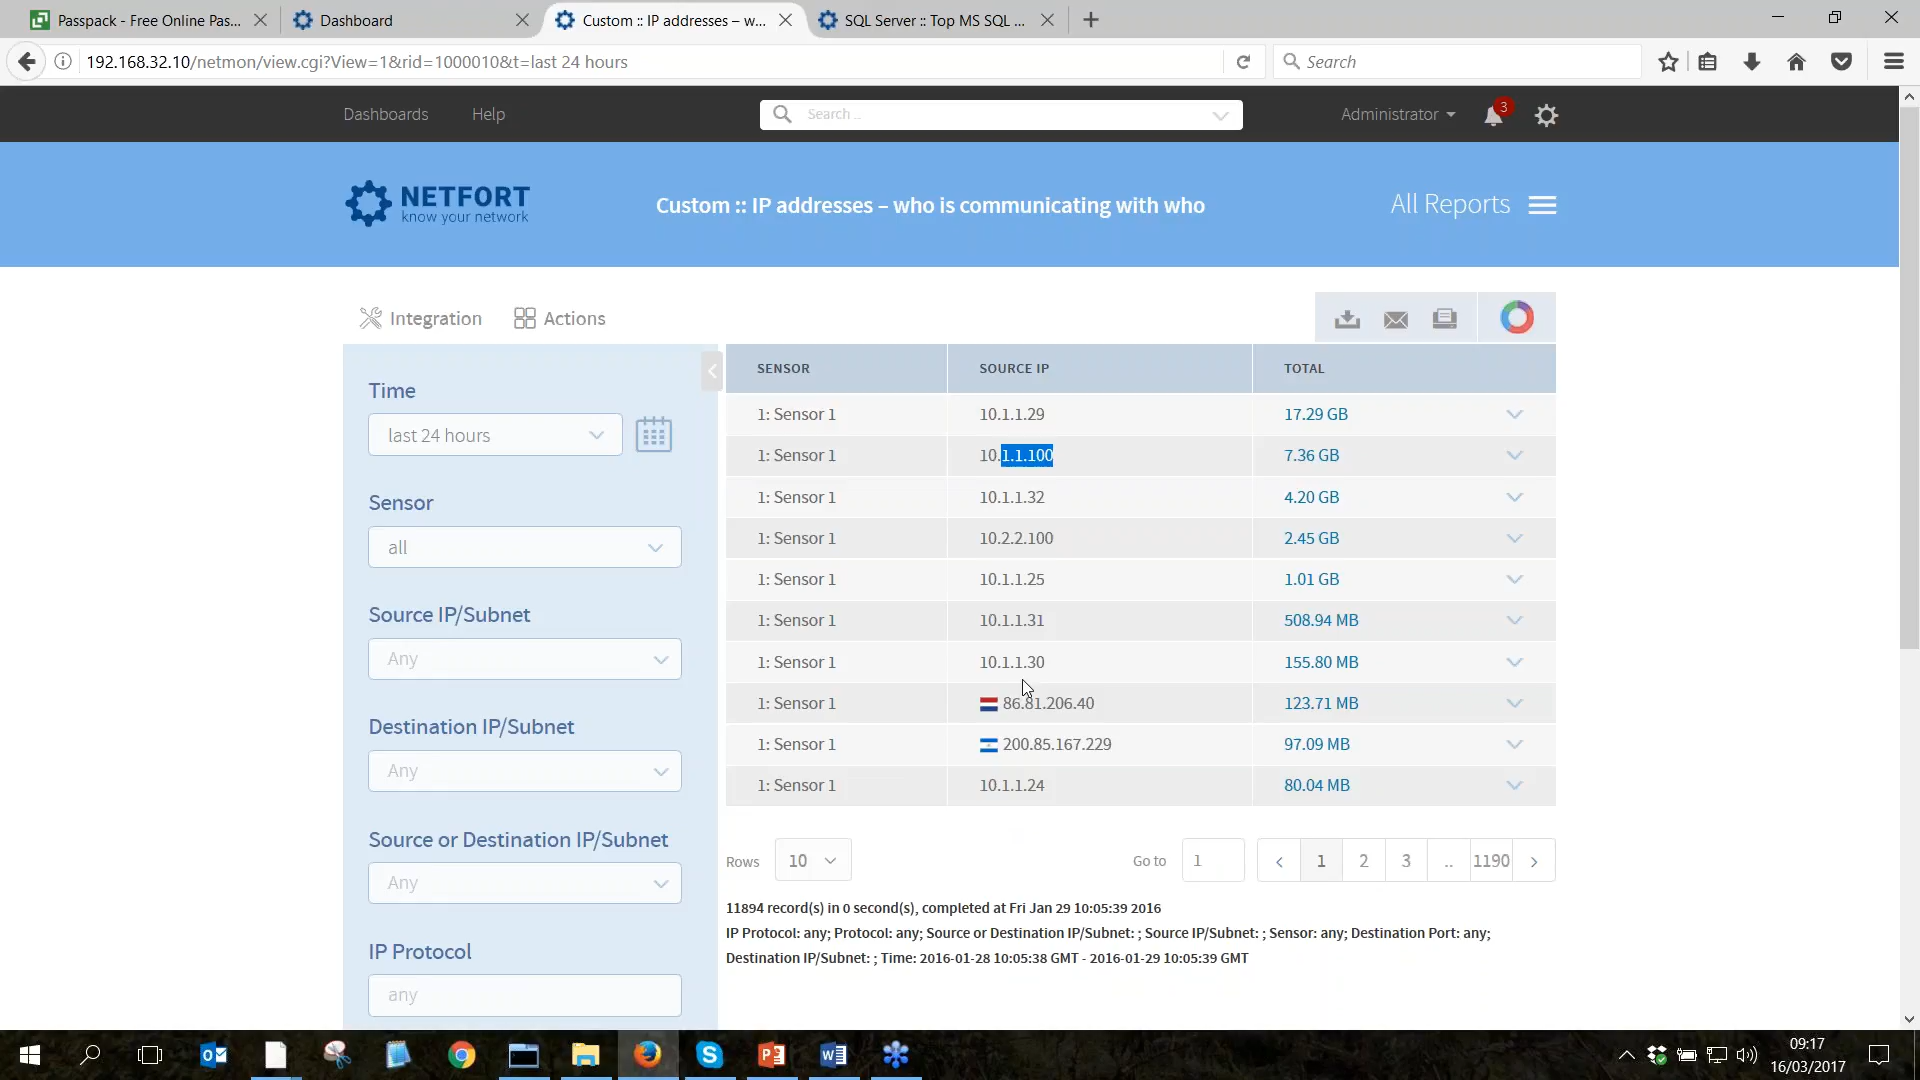 Passpack - Free Online Pas...
Dashboard
Custom :: IP addresses – w...
SQL Server :: Top MS SQL ...
192.168.32.10/netmon/view.cgi?View=1&rid=1000010&t=last 24 hours
Search
Dashboards
Help
Search ..
Administrator
3
NETFORT
know your network
Custom :: IP addresses – who is communicating with who
All Reports
Integration
Actions
Time
last 24 hours
Sensor
all
Source IP/Subnet
Any
Destination IP/Subnet
Any
Source or Destination IP/Subnet
Any
IP Protocol
any
SENSOR SOURCE IP TOTAL
1: Sensor 1 10.1.1.29 17.29 GB
1: Sensor 1 10.1.1.100 7.36 GB
1: Sensor 1 10.1.1.32 4.20 GB
1: Sensor 1 10.2.2.100 2.45 GB
1: Sensor 1 10.1.1.25 1.01 GB
1: Sensor 1 10.1.1.31 508.94 MB
1: Sensor 1 10.1.1.30 155.80 MB
1: Sensor 1 86.81.206.40 123.71 MB
1: Sensor 1 200.85.167.229 97.09 MB
1: Sensor 1 10.1.1.24 80.04 MB
Rows 10
Go to 1
1 2 3 .. 1190
11894 record(s) in 0 second(s), completed at Fri Jan 29 10:05:39 2016
IP Protocol: any; Protocol: any; Source or Destination IP/Subnet: ; Source IP/Subnet: ; Sensor: any; Destination Port: any;
Destination IP/Subnet: ; Time: 2016-01-28 10:05:38 GMT - 2016-01-29 10:05:39 GMT
09:17
16/03/2017